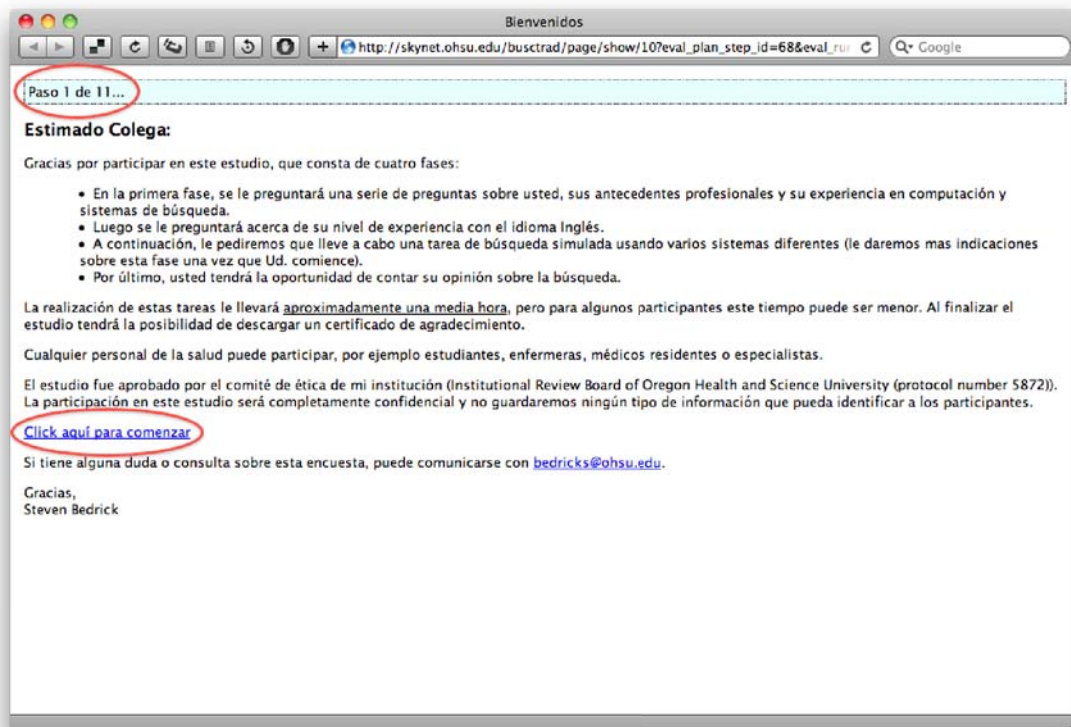 Bienvenidos
http://skynet.ohsu.edu/busctrad/page/show/10?eval_plan_step_id=68&eval_ru
Google
Paso 1 de 11...
Estimado Colega:
Gracias por participar en este estudio, que consta de cuatro fases:
• En la primera fase, se le preguntará una serie de preguntas sobre usted, sus antecedentes profesionales y su experiencia en computación y
sistemas de búsqueda.
• Luego se le preguntará acerca de su nivel de experiencia con el idioma Inglés.
• A continuación, le pediremos que lleve a cabo una tarea de búsqueda simulada usando varios sistemas diferentes (le daremos mas indicaciones
sobre esta fase una vez que Ud. comience).
• Por último, usted tendrá la oportunidad de contar su opinión sobre la búsqueda.
La realización de estas tareas le llevará aproximadamente una media hora, pero para algunos participantes este tiempo puede ser menor. Al finalizar el
estudio tendrá la posibilidad de descargar un certificado de agradecimiento.
Cualquier personal de la salud puede participar, por ejemplo estudiantes, enfermeras, médicos residentes o especialistas.
El estudio fue aprobado por el comité de ética de mi institución (Institutional Review Board of Oregon Health and Science University (protocol number 5872)).
La participación en este estudio será completamente confidencial y no guardaremos ningún tipo de información que pueda identificar a los participantes.
Click aquí para comenzar
Si tiene alguna duda o consulta sobre esta encuesta, puede comunicarse con bedricks@ohsu.edu.
Gracias,
Steven Bedrick